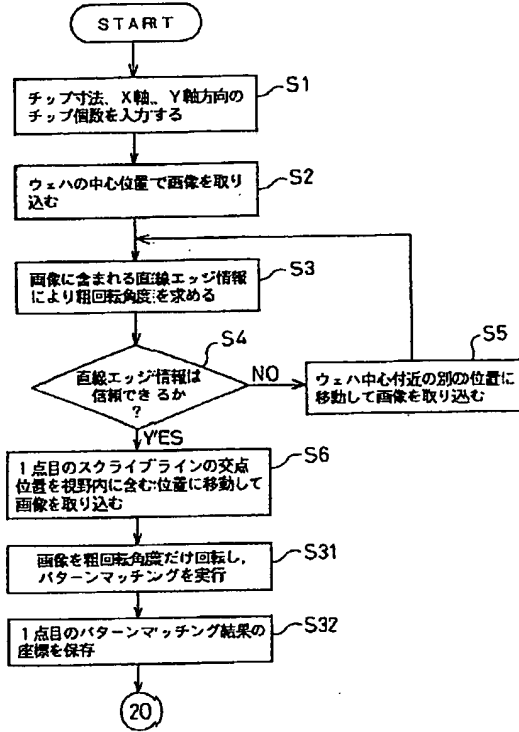 START
S1
チップ寸法、X軸、Y軸方向の
チップ個数を入力する
S2
ウェハの中心位置で画像を取り
込む
S3
画像に含まれる直線エッジ情報
により粗回転角度を求める
S4
直線エッジ情報は
信頼できるか
?
NO
S5
ウェハ中心付近の別の位置に
移動して画像を取り込む
YES
S6
1点目のスクライブラインの交点
位置を視野内に含む位置に移動して
画像を取り込む
S31
画像を粗回転角度だけ回転し,
パターンマッチングを実行
S32
1点目のパターンマッチング結果の
座標を保存
20